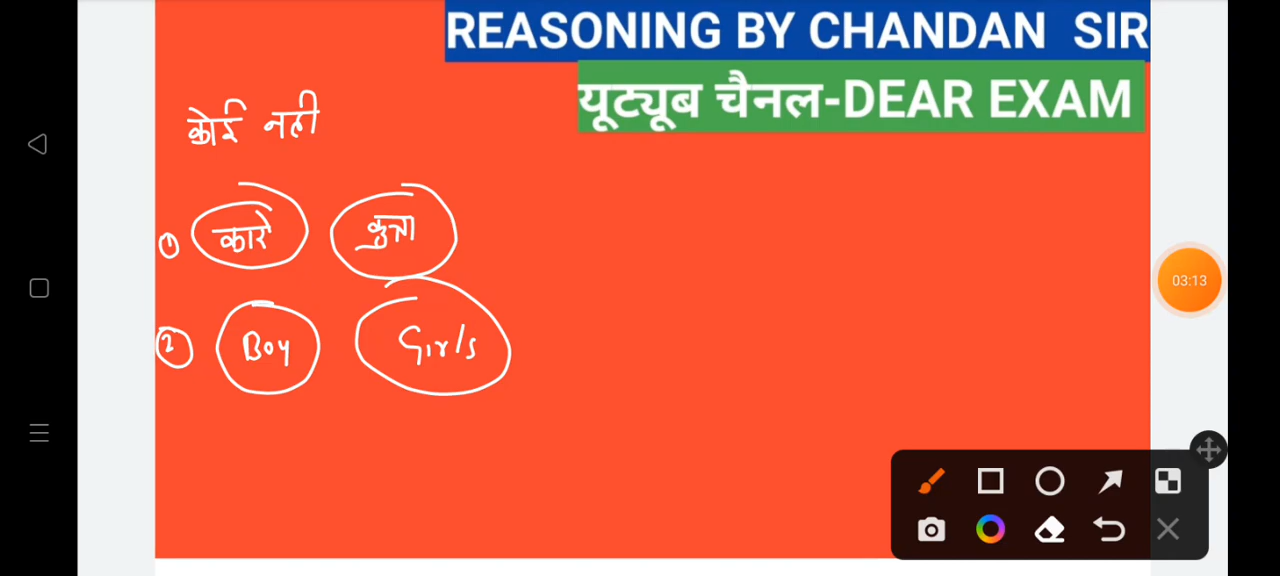 REASONING BY CHANDAN SIR
यूट्यूब चैनल-DEAR EXAM
कोई नही
① कारे कुत्ता
② Boy Girls
03:13